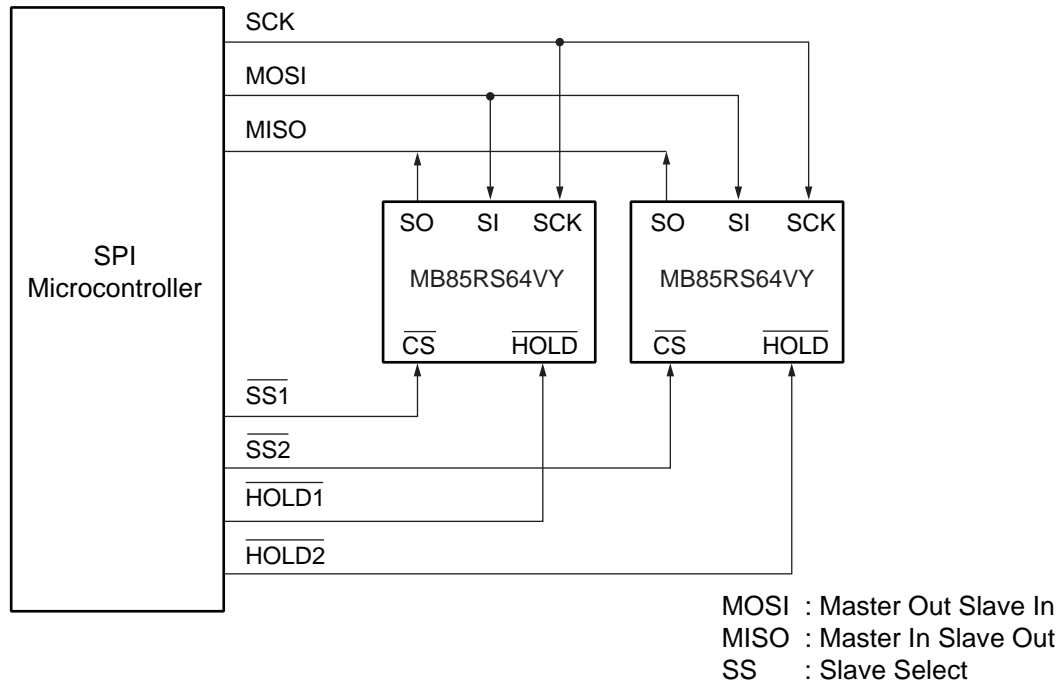 SCK
MOSI
MISO
SO SI SCK
MB85RS64VY
CS HOLD
SO SI SCK
MB85RS64VY
CS HOLD
SPI
Microcontroller
SS1
SS2
HOLD1
HOLD2
MOSI : Master Out Slave In
MISO : Master In Slave Out
SS : Slave Select